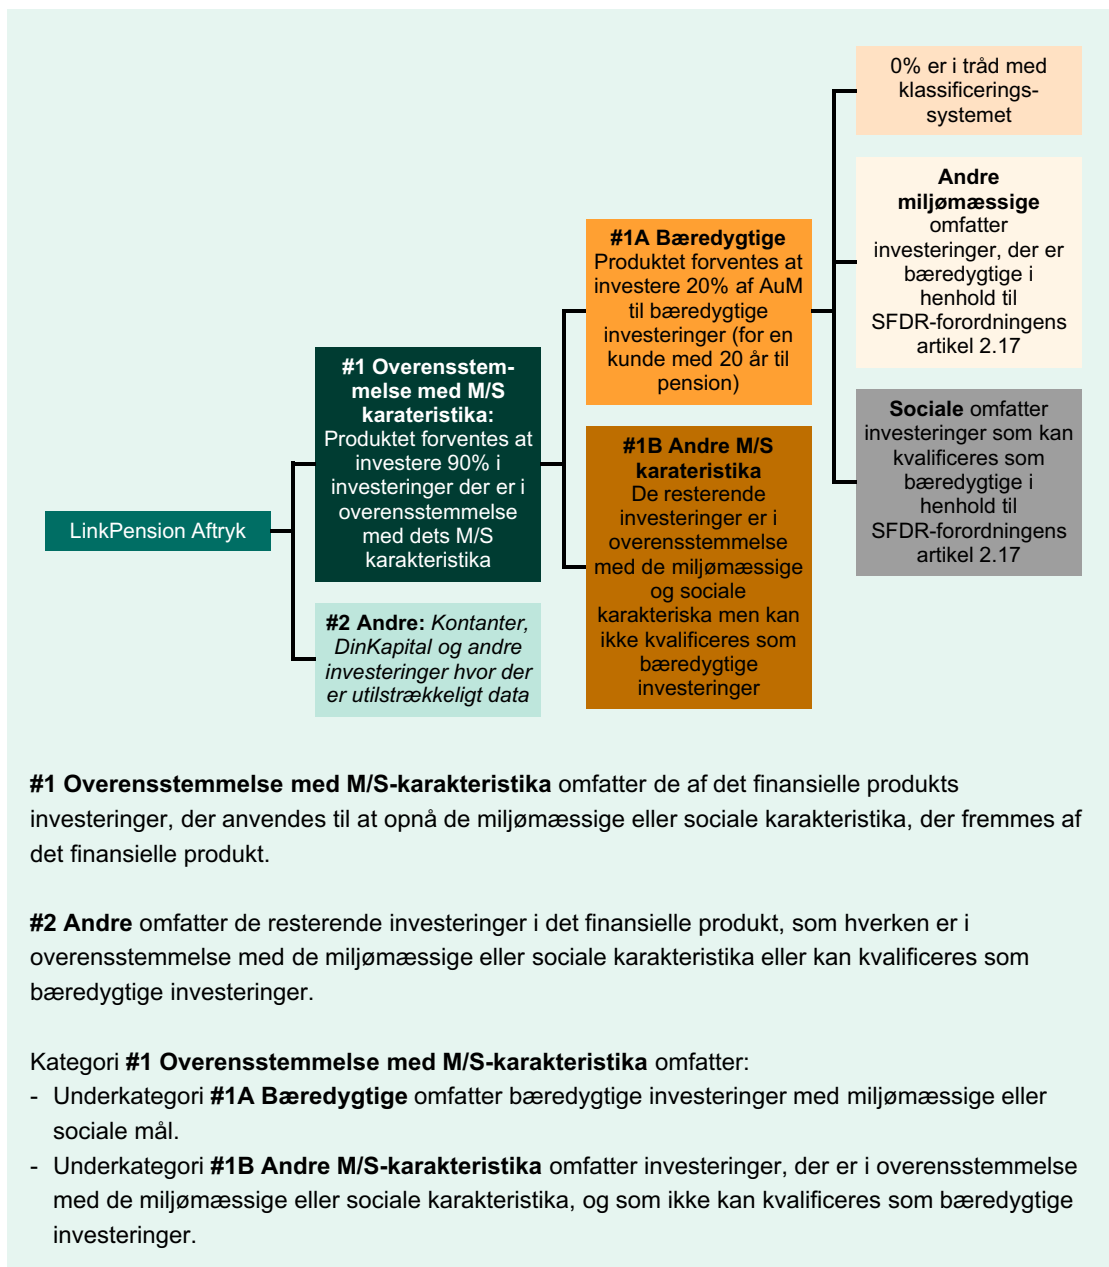 LinkPension Aftryk
#1 Overensstem-
melse med M/S
karateristika:
Produktet forventes at
investere 90% i
investeringer der er i
overensstemmelse
med dets M/S
karakteristika
#2 Andre: Kontanter,
DinKapital og andre
investeringer hvor der
er utilstrækkeligt data
#1A Bæredygtige
Produktet forventes at
investere 20% af AuM
til bæredygtige
investeringer (for en
kunde med 20 år til
pension)
#1B Andre M/S
karateristika
De resterende
investeringer er i
overensstemmelse
med de miljømæssige
og sociale
karakteriska men kan
ikke kvalificeres som
bæredygtige
investeringer
0% er i tråd med
klassificerings-
systemet
Andre
miljømæssige
omfatter
investeringer, der er
bæredygtige i
henhold til
SFDR-forordningens
artikel 2.17
Sociale omfatter
investeringer som kan
kvalificeres som
bæredygtige i
henhold til
SFDR-forordningens
artikel 2.17
#1 Overensstemmelse med M/S-karakteristika omfatter de af det finansielle produkts
investeringer, der anvendes til at opnå de miljømæssige eller sociale karakteristika, der fremmes af
det finansielle produkt.
#2 Andre omfatter de resterende investeringer i det finansielle produkt, som hverken er i
overensstemmelse med de miljømæssige eller sociale karakteristika eller kan kvalificeres som
bæredygtige investeringer.
Kategori #1 Overensstemmelse med M/S-karakteristika omfatter:
- Underkategori #1A Bæredygtige omfatter bæredygtige investeringer med miljømæssige eller
sociale mål.
- Underkategori #1B Andre M/S-karakteristika omfatter investeringer, der er i overensstemmelse
med de miljømæssige eller sociale karakteristika, og som ikke kan kvalificeres som bæredygtige
investeringer.